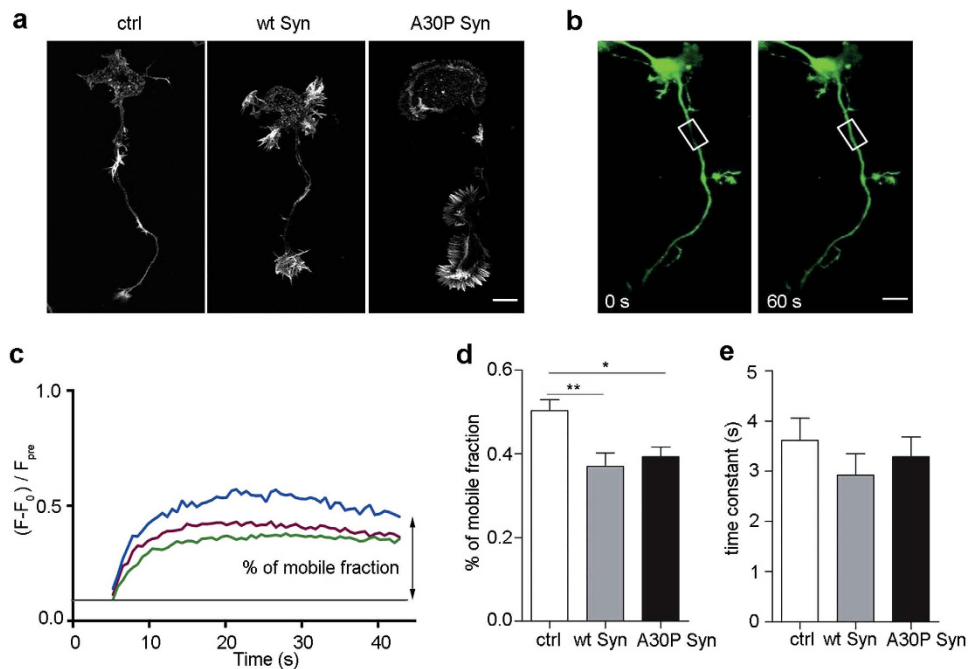 a
ctrl
wt Syn
A30P Syn
b
0 s
60 s
c
(F-F₀) / Fpre
1.0
0.5
0.0
% of mobile fraction
0
10
20
30
40
Time (s)
d
% of mobile fraction
0.6
0.4
0.2
0.0
*
**
ctrl
wt Syn
A30P Syn
e
time constant (s)
5
4
3
2
1
0
ctrl
wt Syn
A30P Syn